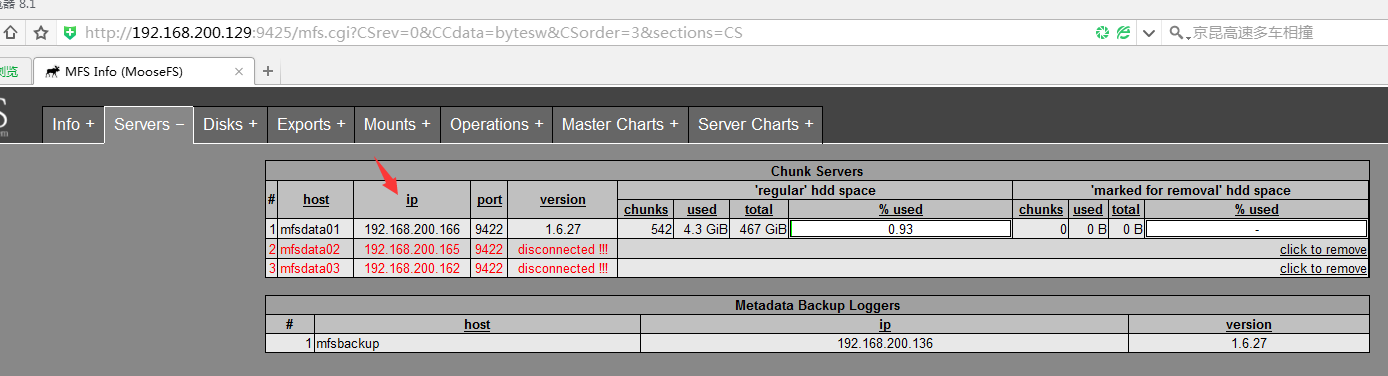 器 8.1
http://192.168.200.129:9425/mfs.cgi?CSrev=0&CCdata=bytesw&CSorder=3&sections=CS 京昆高速多车相撞
浏览 MFS Info (MooseFS) × +
S Info + Servers − Disks + Exports + Mounts + Operations + Master Charts + Server Charts +
Chunk Servers
# host ip port version 'regular' hdd space 'marked for removal' hdd space
chunks used total % used chunks used total % used
1 mfsdata01 192.168.200.166 9422 1.6.27 542 4.3 GiB 467 GiB 0.93 0 0 B 0 B -
2 mfsdata02 192.168.200.165 9422 disconnected !!! click to remove
3 mfsdata03 192.168.200.162 9422 disconnected !!! click to remove
Metadata Backup Loggers
# host ip version
1 mfsbackup 192.168.200.136 1.6.27